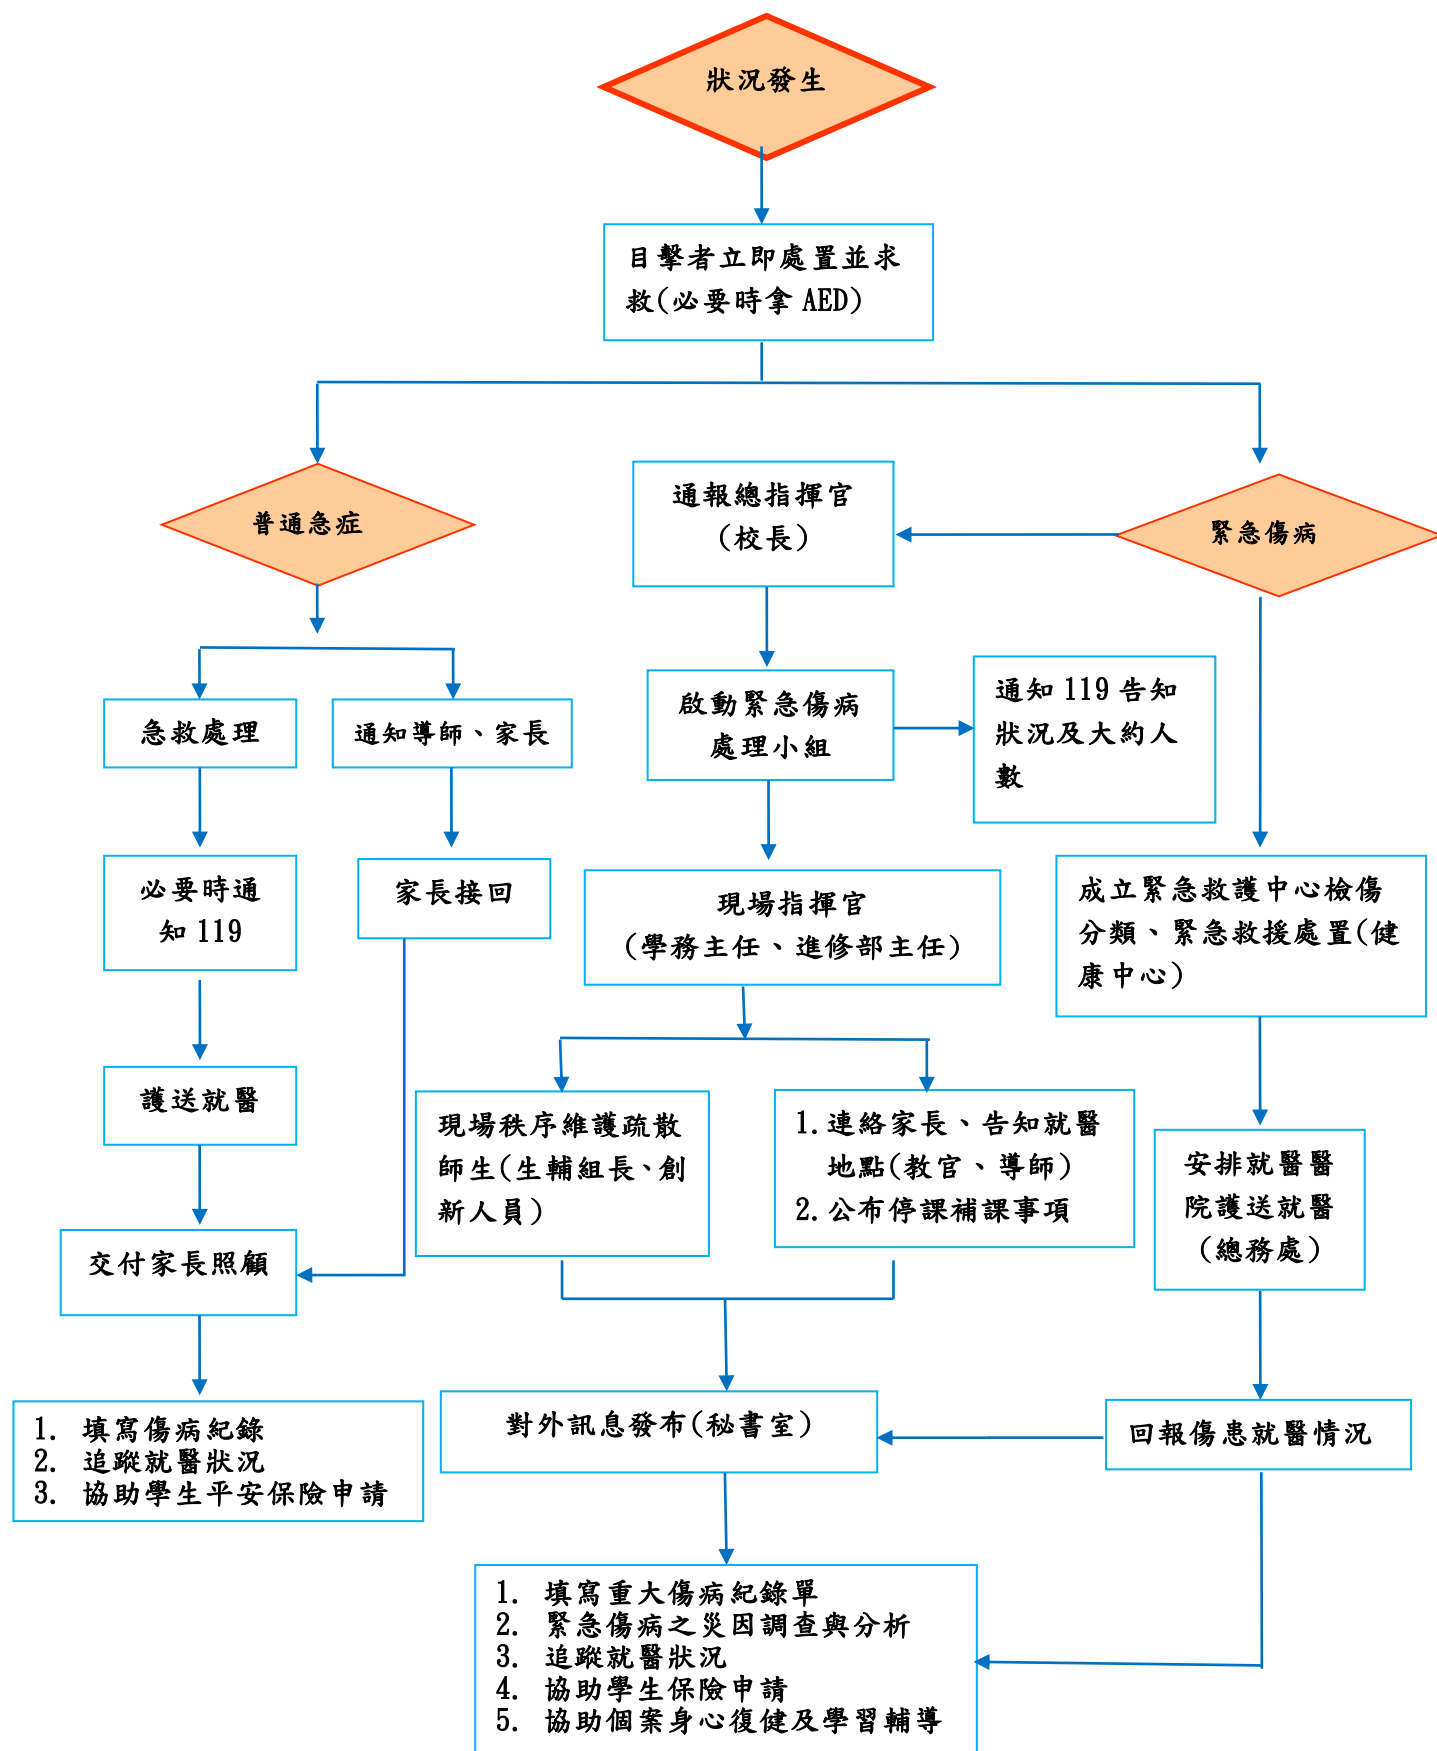 狀況發生
目擊者立即處置並求
救(必要時拿 AED)
普通急症
通報總指揮官
(校長)
緊急傷病
急救處理
通知導師、家長
啟動緊急傷病
處理小組
通知 119 告知
狀況及大約人
數
必要時通
知 119
家長接回
現場指揮官
(學務主任、進修部主任)
成立緊急救護中心檢傷
分類、緊急救援處置(健
康中心)
護送就醫
現場秩序維護疏散
師生(生輔組長、創
新人員)
1.連絡家長、告知就醫
地點(教官、導師)
2.公布停課補課事項
安排就醫醫
院護送就醫
(總務處)
交付家長照顧
1. 填寫傷病紀錄
2. 追蹤就醫狀況
3. 協助學生平安保險申請
對外訊息發布(秘書室)
回報傷患就醫情況
1. 填寫重大傷病紀錄單
2. 緊急傷病之災因調查與分析
3. 追蹤就醫狀況
4. 協助學生保險申請
5. 協助個案身心復健及學習輔導